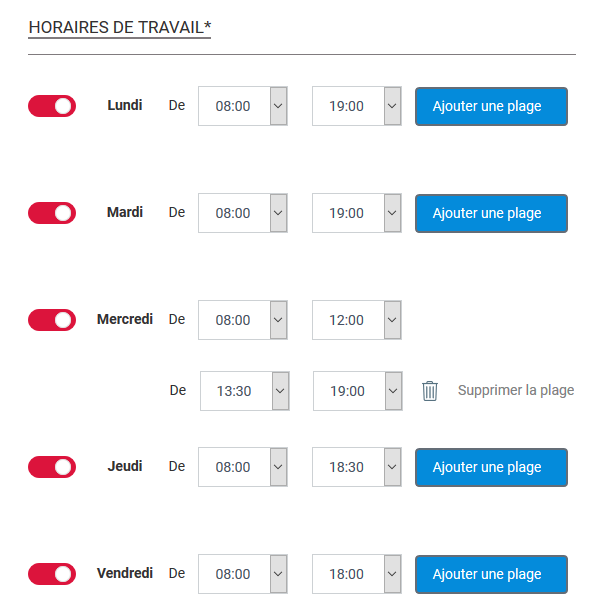 HORAIRES DE TRAVAIL*
Lundi De 08:00 19:00 Ajouter une plage
Mardi De 08:00 19:00 Ajouter une plage
Mercredi De 08:00 12:00
De 13:30 19:00 Supprimer la plage
Jeudi De 08:00 18:30 Ajouter une plage
Vendredi De 08:00 18:00 Ajouter une plage